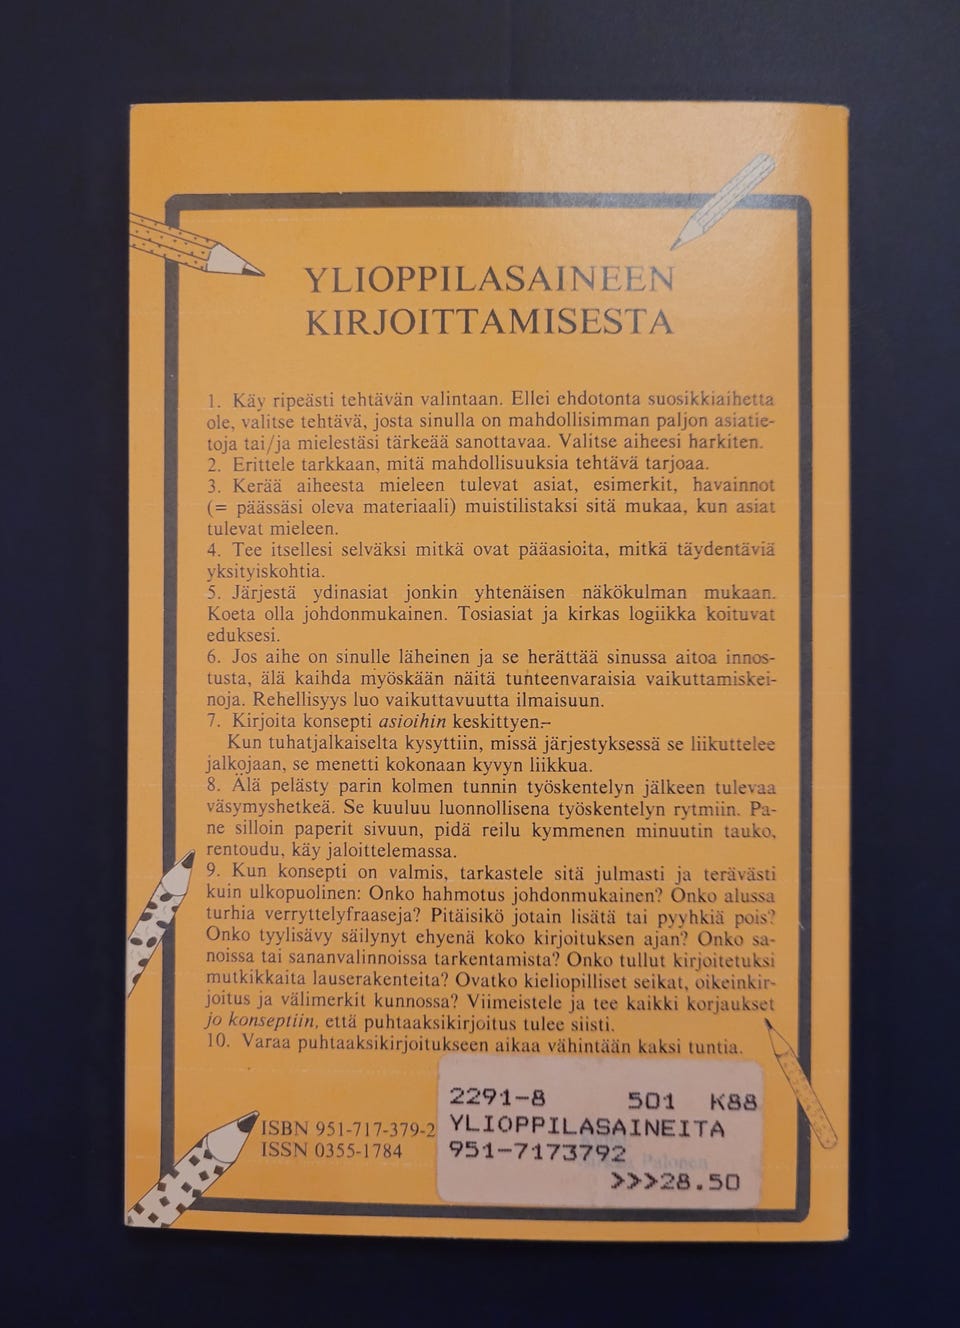 YLIOPPILASAINEEN
KIRJOITTAMISESTA
1. Käy ripeästi tehtävän valintaan. Ellei ehdotonta suosikkiaihetta
ole, valitse tehtävä, josta sinulla on mahdollisimman paljon asiatie-
toja tai/ja mielestäsi tärkeää sanottavaa. Valitse aiheesi harkiten.
2. Erittele tarkkaan, mitä mahdollisuuksia tehtävä tarjoaa.
3. Kerää aiheesta mieleen tulevat asiat, esimerkit, havainnot
(= päässäsi oleva materiaali) muistilistaksi sitä mukaa, kun asiat
tulevat mieleen.
4. Tee itsellesi selväksi mitkä ovat pääasioita, mitkä täydentäviä
yksityiskohtia.
5. Järjestä ydinasiat jonkin yhtenäisen näkökulman mukaan.
Koeta olla johdonmukainen. Tosiasiat ja kirkas logiikka koituvat
eduksesi.
6. Jos aihe on sinulle läheinen ja se herättää sinussa aitoa innos-
tusta, älä kaihda myöskään näitä tunteenvaraisia vaikuttamiskei-
noja. Rehellisyys luo vaikuttavuutta ilmaisuun.
7. Kirjoita konsepti asioihin keskittyen.–
Kun tuhatjalkaiselta kysyttiin, missä järjestyksessä se liikuttelee
jalkojaan, se menetti kokonaan kyvyn liikkua.
8. Älä pelästy parin kolmen tunnin työskentelyn jälkeen tulevaa
väsymyshetkeä. Se kuuluu luonnollisena työskentelyn rytmiin. Pa-
ne silloin paperit sivuun, pidä reilu kymmenen minuutin tauko,
rentoudu, käy jaloittelemassa.
9. Kun konsepti on valmis, tarkastele sitä julmasti ja terävästi
kuin ulkopuolinen: Onko hahmotus johdonmukainen? Onko alussa
turhia verryttelyfraaseja? Pitäisikö jotain lisätä tai pyyhkiä pois?
Onko tyylisävy säilynyt ehyenä koko kirjoituksen ajan? Onko sa-
noissa tai sananvalinnoissa tarkentamista? Onko tullut kirjoitetuksi
mutkikkaita lauserakenteita? Ovatko kieliopilliset seikat, oikeinkir-
joitus ja välimerkit kunnossa? Viimeistele ja tee kaikki korjaukset
jo konseptiin, että puhtaaksikirjoitus tulee siisti.
10. Varaa puhtaaksikirjoitukseen aikaa vähintään kaksi tuntia.
ISBN 951-717-379-2
ISSN 0355-1784
2291-8 501 K88
YLIOPPILASAINEITA
951-7173792
Palonen
>>>28.50